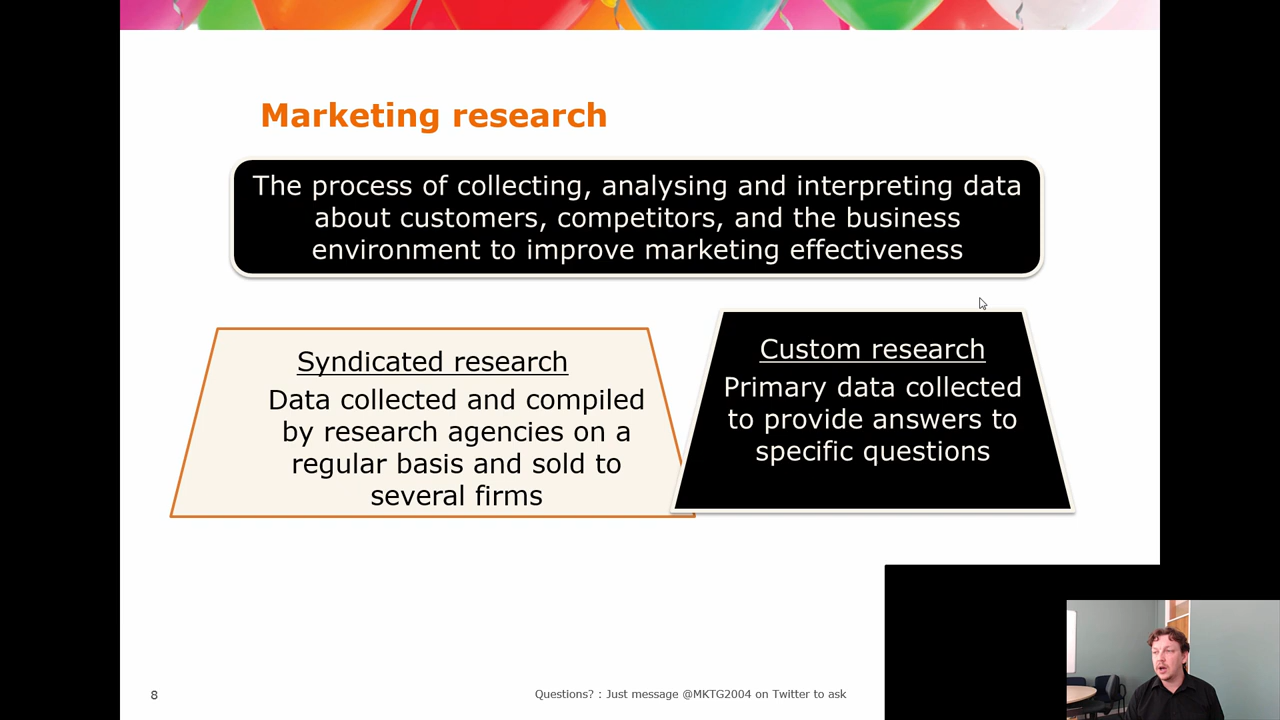 Marketing research
The process of collecting, analysing and interpreting data
about customers, competitors, and the business
environment to improve marketing effectiveness
Syndicated research
Data collected and compiled
by research agencies on a
regular basis and sold to
several firms
Custom research
Primary data collected
to provide answers to
specific questions
8
Questions? : Just message @MKTG2004 on Twitter to ask